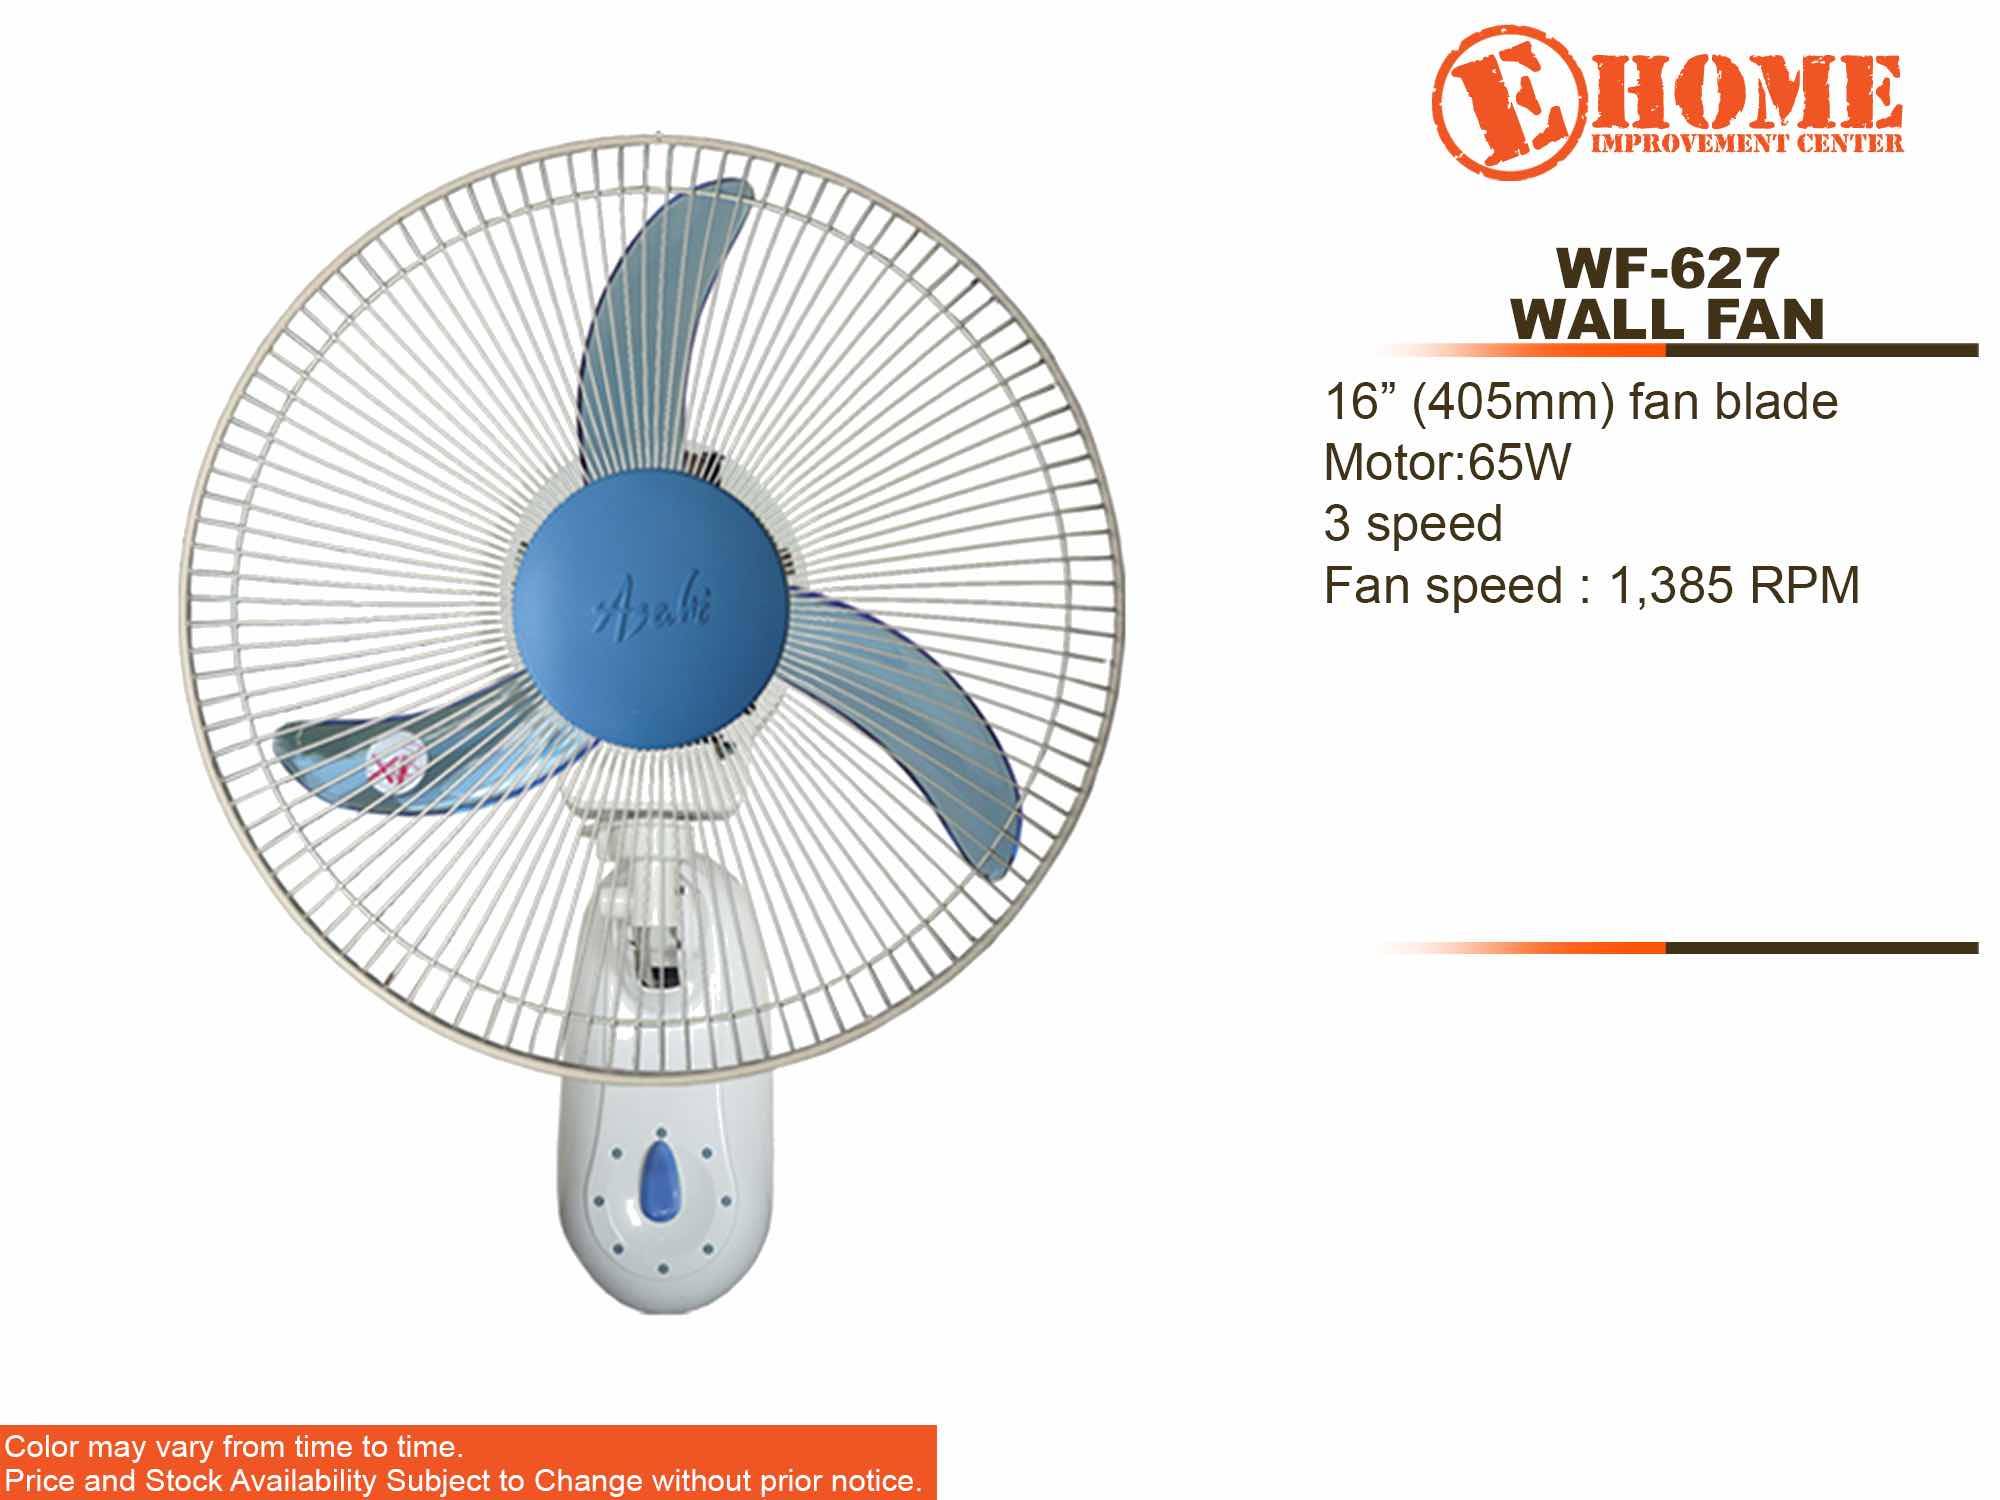 E HOME
IMPROVEMENT CENTER
WF-627
WALL FAN
16” (405mm) fan blade
Motor:65W
3 speed
Fan speed : 1,385 RPM
Asahi
Color may vary from time to time.
Price and Stock Availability Subject to Change without prior notice.